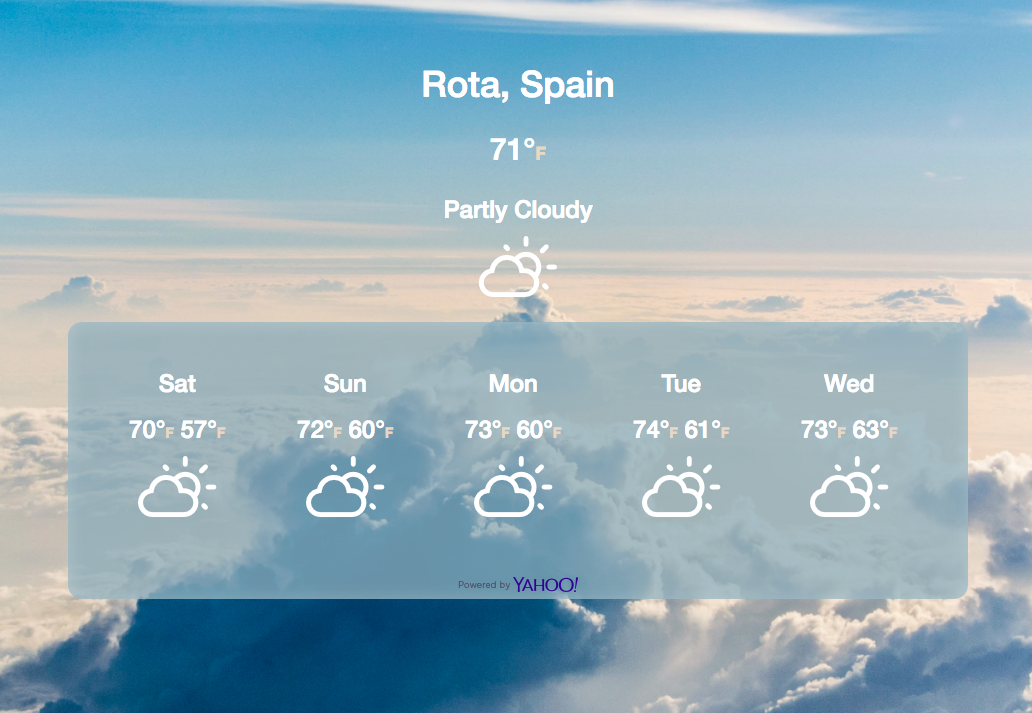 Rota, Spain
71°F
Partly Cloudy
Sat Sun Mon Tue Wed
70°F 57°F 72°F 60°F 73°F 60°F 74°F 61°F 73°F 63°F
Powered by YAHOO!